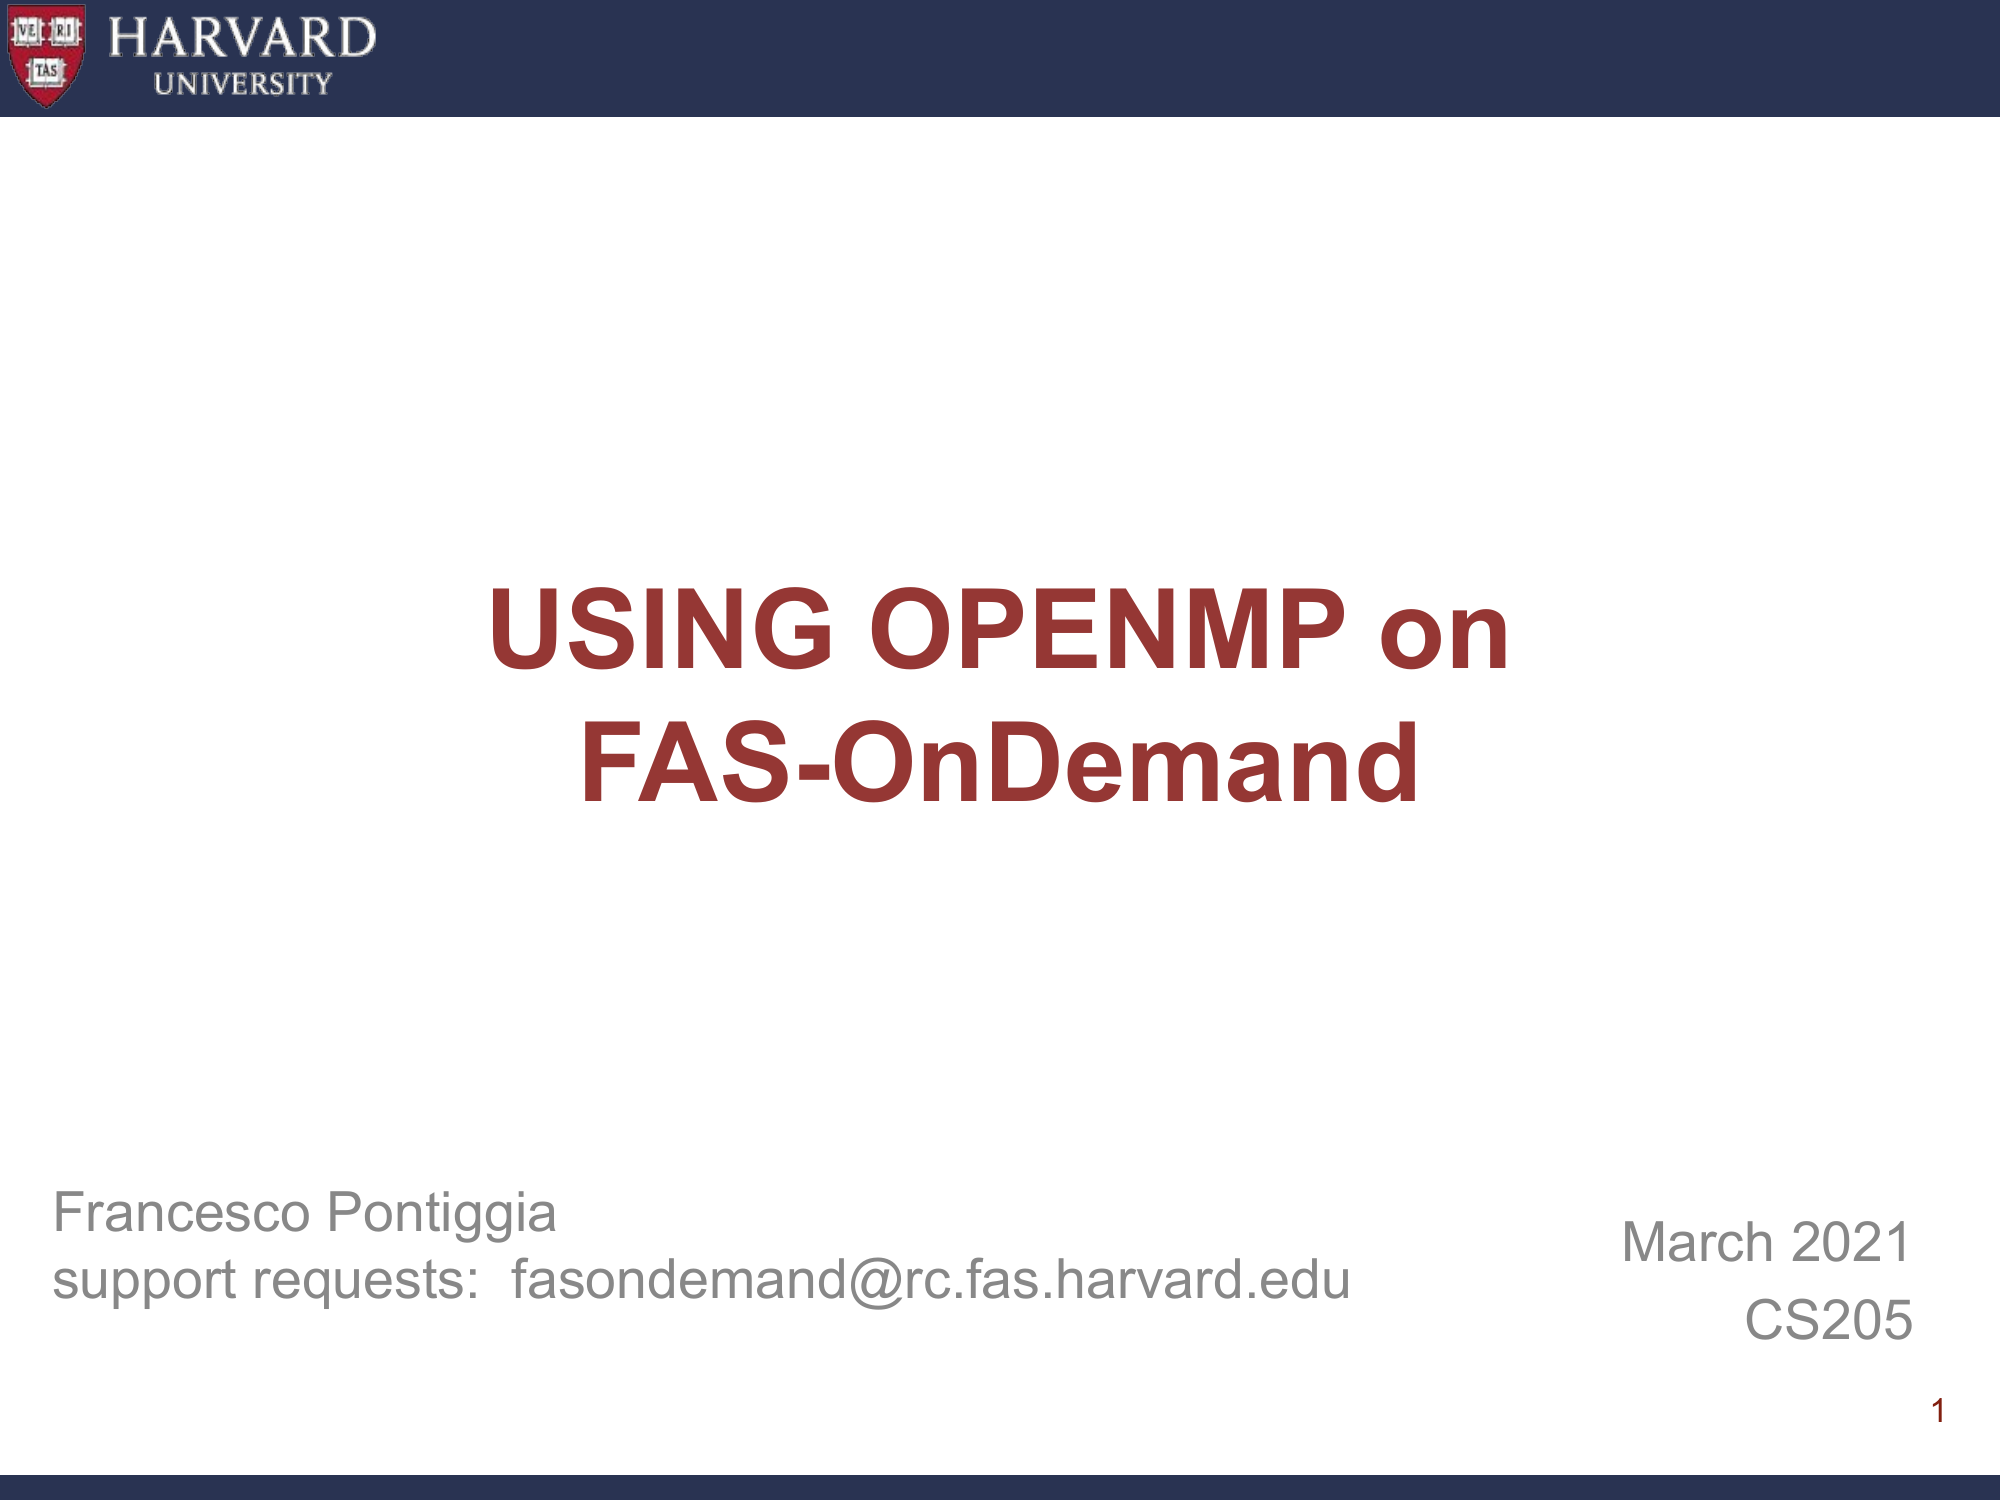 VE RI
TAS
HARVARD
UNIVERSITY
USING OPENMP on
FAS-OnDemand
Francesco Pontiggia
support requests:  fasondemand@rc.fas.harvard.edu
March 2021
CS205
1